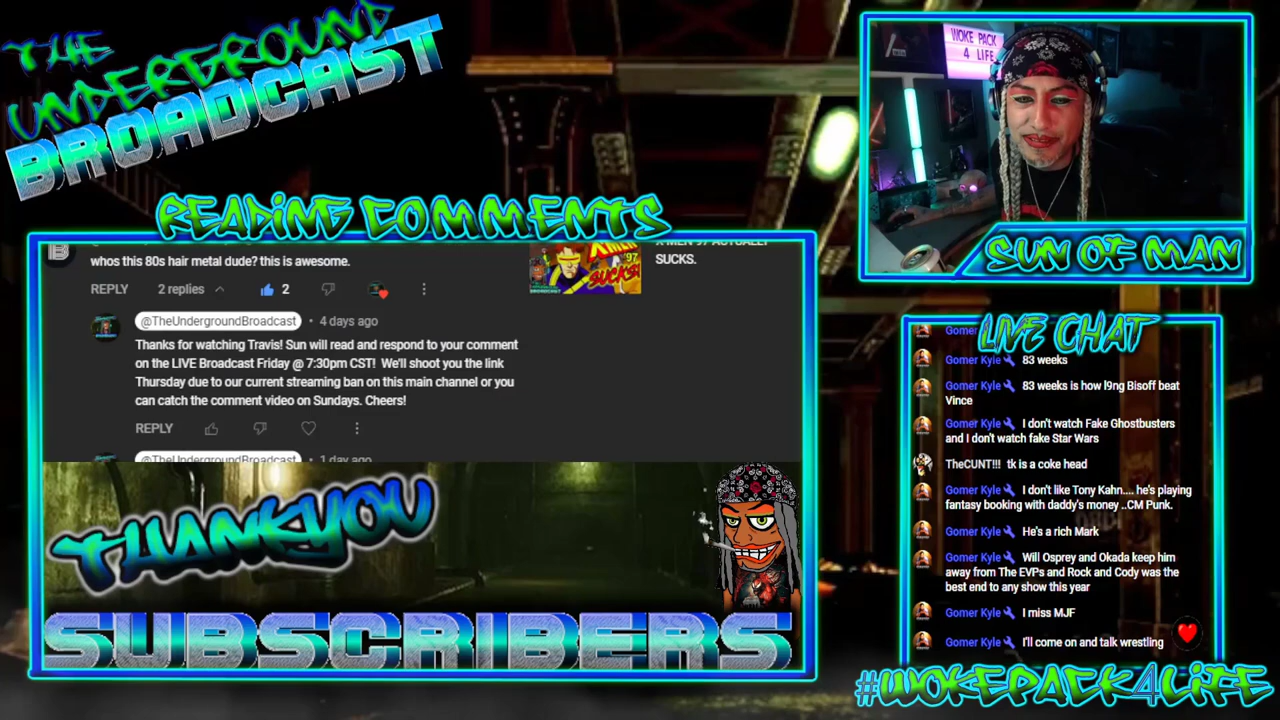 THE
UNDERGROUND
BROADCAST
WOKE PACK
4 LIFE
READING COMMENTS
whos this 80s hair metal dude? this is awesome.
REPLY 2 replies 2
X-MEN '97 ACTUALLY
SUCKS.
X-MEN '97
SUCKS!
@TheUndergroundBroadcast • 4 days ago
Thanks for watching Travis! Sun will read and respond to your comment
on the LIVE Broadcast Friday @ 7:30pm CST! We'll shoot you the link
Thursday due to our current streaming ban on this main channel or you
can catch the comment video on Sundays. Cheers!
REPLY
@TheUndergroundBroadcast • 1 day ago
THANKYOU
SUBSCRIBERS
SUN OF MAN
LIVE CHAT
Gomer
Gomer Kyle 83 weeks
Gomer Kyle 83 weeks is how l9ng Bisoff beat
Vince
Gomer Kyle I don't watch Fake Ghostbusters
and I don't watch fake Star Wars
TheCUNT!!! tk is a coke head
Gomer Kyle I don't like Tony Kahn.... he's playing
fantasy booking with daddy's money ..CM Punk.
Gomer Kyle He's a rich Mark
Gomer Kyle Will Osprey and Okada keep him
away from The EVPs and Rock and Cody was the
best end to any show this year
Gomer Kyle I miss MJF
Gomer Kyle I'll come on and talk wrestling
#WOKEPACK4LIFE